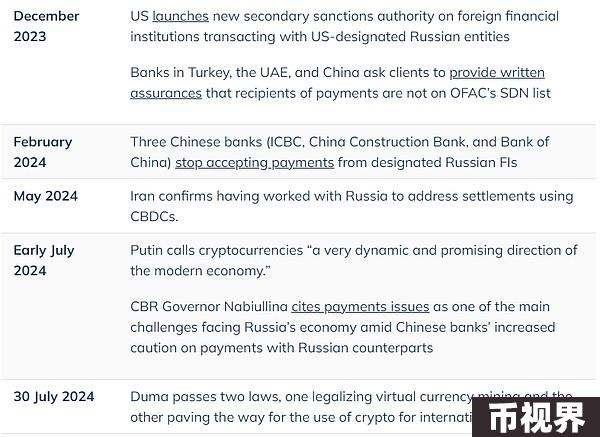 December
2023
US launches new secondary sanctions authority on foreign financial
institutions transacting with US-designated Russian entities
Banks in Turkey, the UAE, and China ask clients to provide written
assurances that recipients of payments are not on OFAC's SDN list
February
2024
Three Chinese banks (ICBC, China Construction Bank, and Bank of
China) stop accepting payments from designated Russian FIs
May 2024
Iran confirms having worked with Russia to address settlements using
CBDCs.
Early July
2024
Putin calls cryptocurrencies “a very dynamic and promising direction of
the modern economy.”
CBR Governor Nabiullina cites payments issues as one of the main
challenges facing Russia’s economy amid Chinese banks’ increased
caution on payments with Russian counterparts
30 July 2024
Duma passes two laws, one legalizing virtual currency mining and the
other paving the way for the use of crypto for
币视界